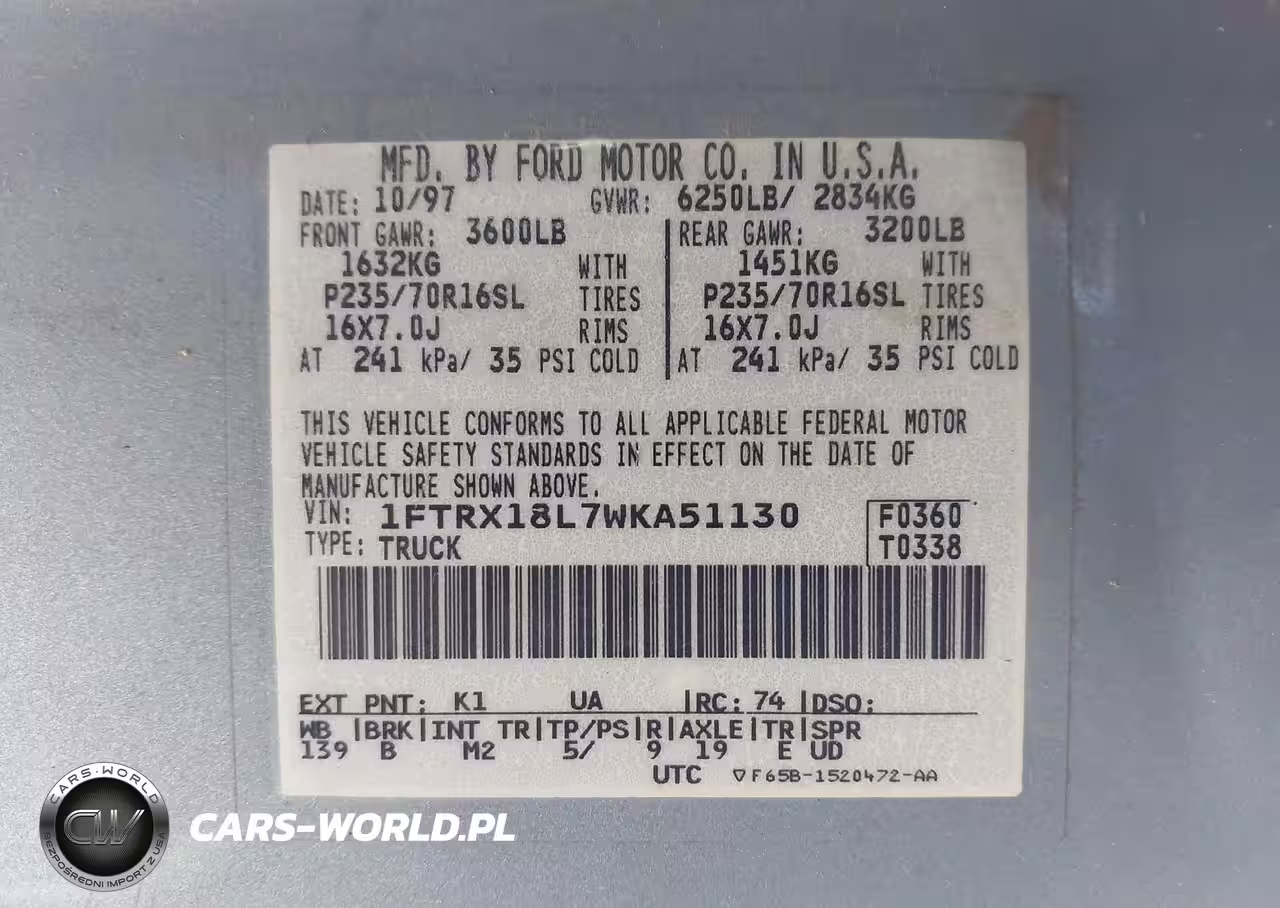 MFD. BY FORD MOTOR CO. IN U.S.A.
DATE: 10/97 GVWR: 6250LB/ 2834KG
FRONT GAWR: 3600LB REAR GAWR: 3200LB
1632KG WITH 1451KG WITH
P235/70R16SL TIRES P235/70R16SL TIRES
16X7.0J RIMS 16X7.0J RIMS
AT 241 kPa/ 35 PSI COLD AT 241 kPa/ 35 PSI COLD
THIS VEHICLE CONFORMS TO ALL APPLICABLE FEDERAL MOTOR
VEHICLE SAFETY STANDARDS IN EFFECT ON THE DATE OF
MANUFACTURE SHOWN ABOVE.
VIN: 1FTRX18L7WKA51130 F0360
TYPE: TRUCK T0338
EXT PNT: K1 UA |RC: 74 |DSO:
WB |BRK|INT TR|TP/PS|R|AXLE|TR|SPR
139 B M2 5/ 9 19 E UD
UTC ▽F65B-1520472-AA
CARS-WORLD
CW
BEZPOŚREDNI IMPORT Z USA
CARS-WORLD.PL